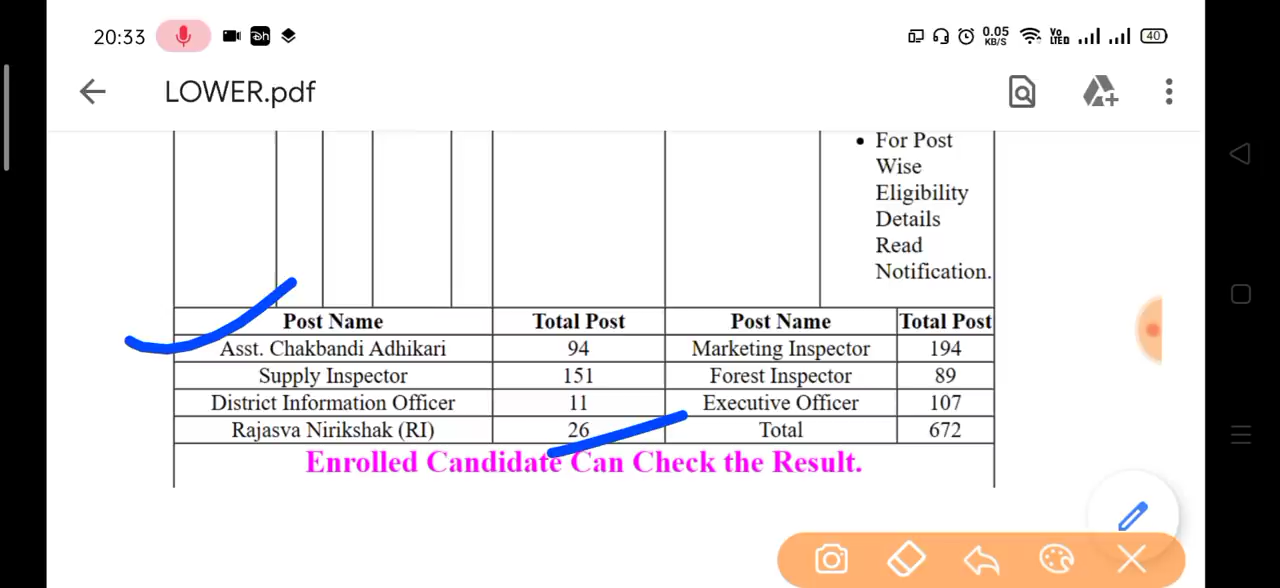 20:33 0.05 KB/S Vo LTED 40
LOWER.pdf
• For Post
Wise
Eligibility
Details
Read
Notification.
Post Name Total Post Post Name Total Post
Asst. Chakbandi Adhikari 94 Marketing Inspector 194
Supply Inspector 151 Forest Inspector 89
District Information Officer 11 Executive Officer 107
Rajasva Nirikshak (RI) 26 Total 672
Enrolled Candidate Can Check the Result.